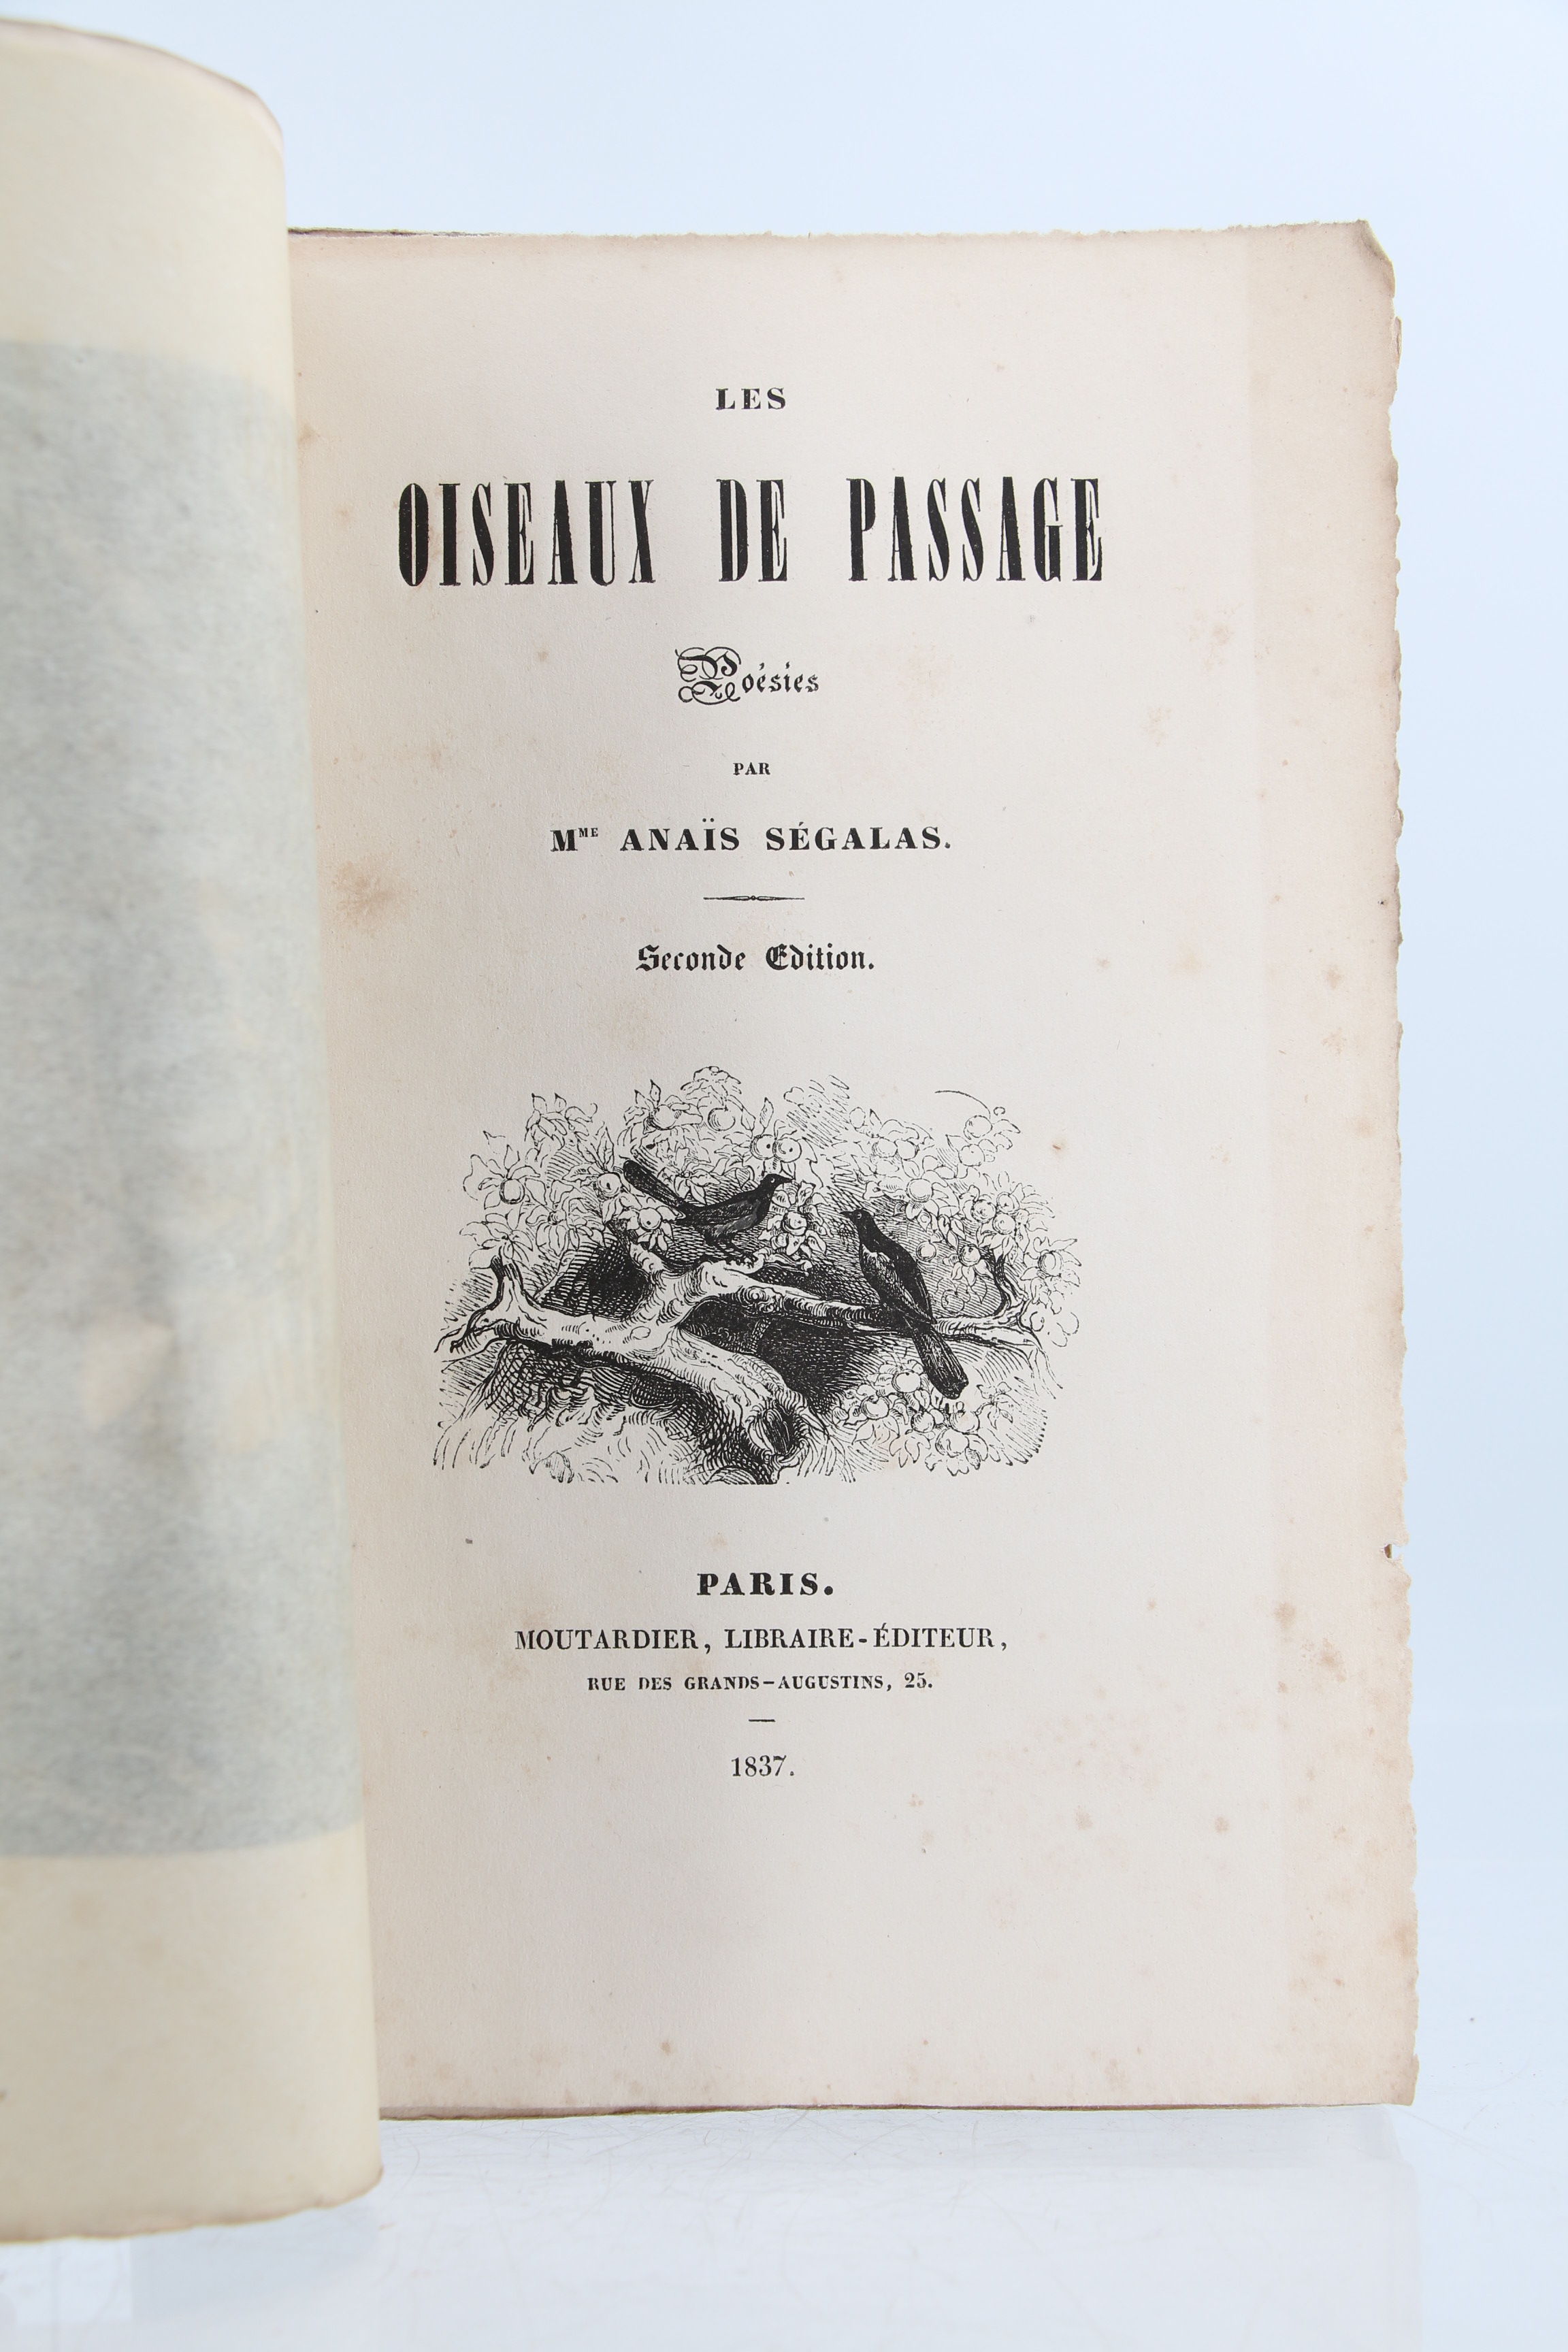 LES
OISEAUX DE PASSAGE
Poésies
PAR
MME ANAÏS SÉGALAS.
Seconde Edition.
PARIS.
MOUTARDIER, LIBRAIRE-ÉDITEUR,
RUE DES GRANDS-AUGUSTINS, 25.
1837.